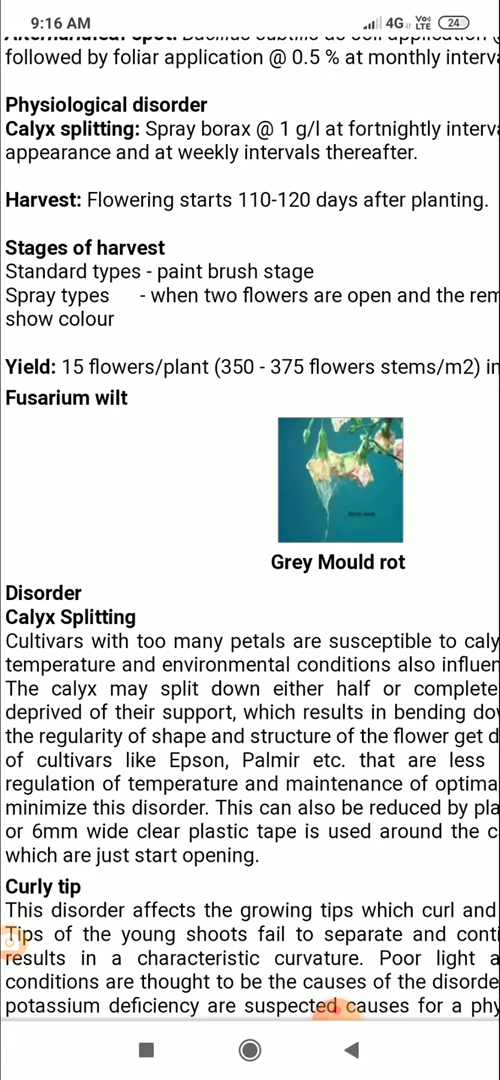 9:16 AM 4G Vo) LTE 24
followed by foliar application @ 0.5 % at monthly interva
Physiological disorder
Calyx splitting: Spray borax @ 1 g/l at fortnightly interva
appearance and at weekly intervals thereafter.
Harvest: Flowering starts 110-120 days after planting.
Stages of harvest
Standard types - paint brush stage
Spray types - when two flowers are open and the rem
show colour
Yield: 15 flowers/plant (350 - 375 flowers stems/m2) in
Fusarium wilt
Grey Mould rot
Disorder
Calyx Splitting
Cultivars with too many petals are susceptible to caly
temperature and environmental conditions also influen
The calyx may split down either half or complete
deprived of their support, which results in bending dow
the regularity of shape and structure of the flower get d
of cultivars like Epson, Palmir etc. that are less
regulation of temperature and maintenance of optima
minimize this disorder. This can also be reduced by pla
or 6mm wide clear plastic tape is used around the c
which are just start opening.
Curly tip
This disorder affects the growing tips which curl and
Tips of the young shoots fail to separate and conti
results in a characteristic curvature. Poor light a
conditions are thought to be the causes of the disorde
potassium deficiency are suspected causes for a phy